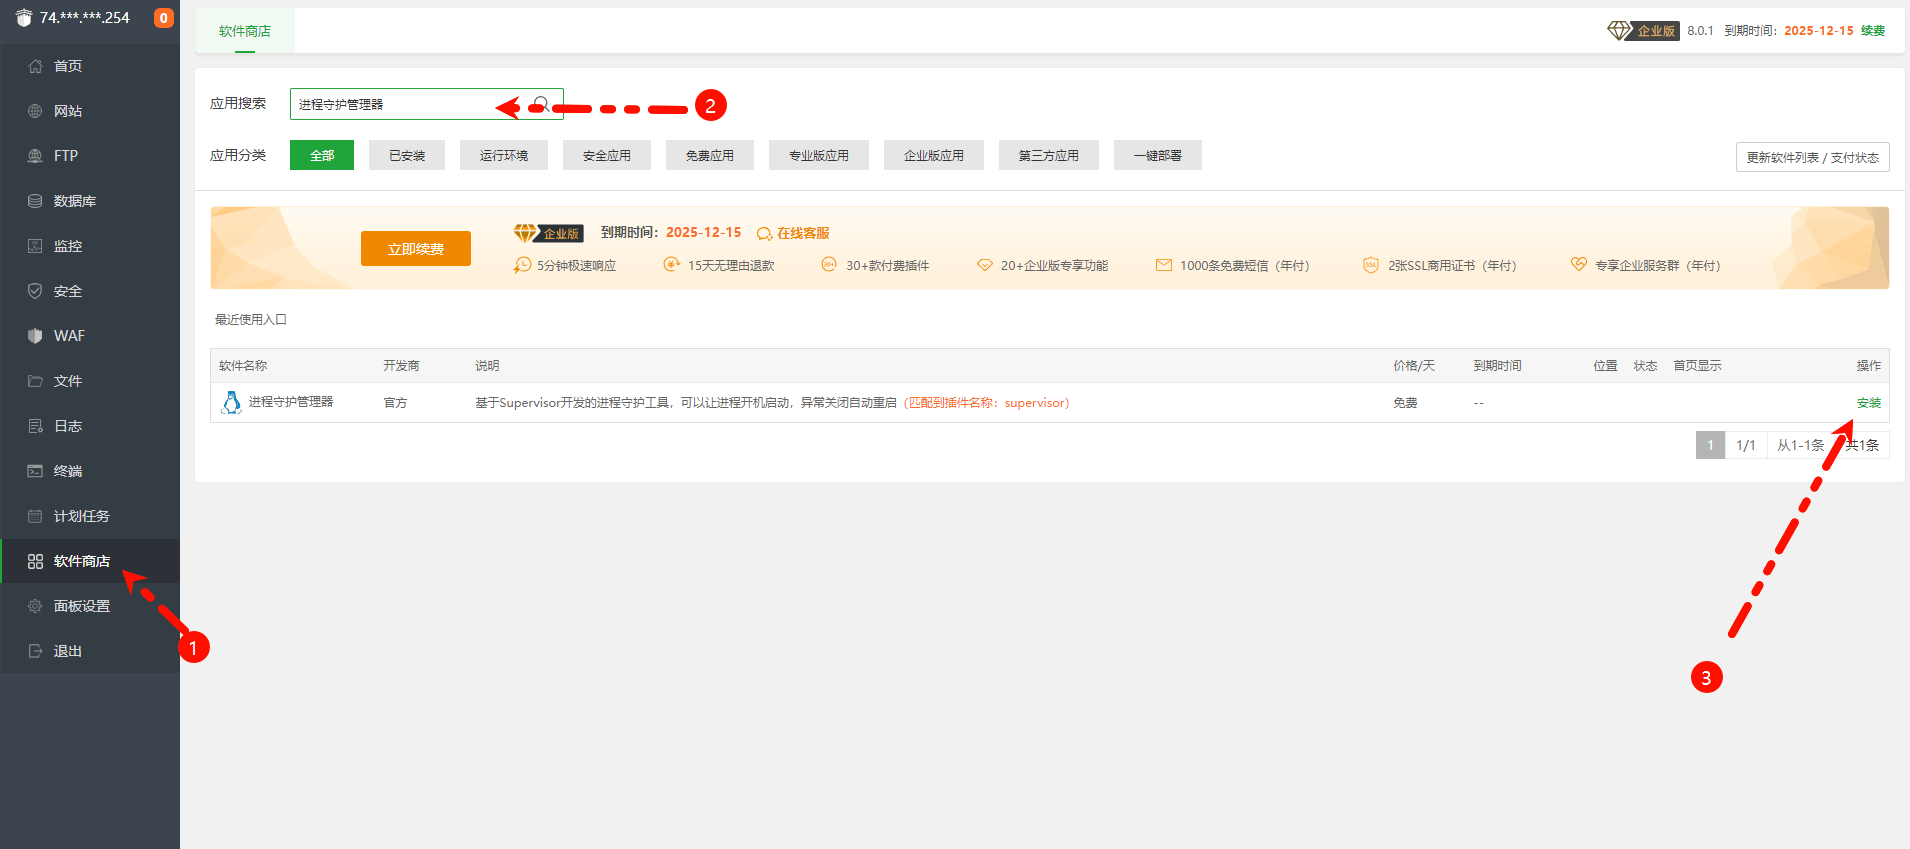 74.***.***.254 0
首页
网站
FTP
数据库
监控
安全
WAF
文件
日志
终端
计划任务
软件商店
面板设置
退出
1
软件商店
企业版 8.0.1 到期时间：2025-12-15 续费
应用搜索 进程守护管理器 2
应用分类 全部 已安装 运行环境 安全应用 免费应用 专业版应用 企业版应用 第三方应用 一键部署
更新软件列表 / 支付状态
立即续费
企业版 到期时间：2025-12-15 在线客服
5分钟极速响应 15天无理由退款 30+款付费插件 20+企业版专享功能 1000条免费短信（年付） 2张SSL商用证书（年付） 专享企业服务群（年付）
最近使用入口
软件名称 开发商 说明 价格/天 到期时间 位置 状态 首页显示 操作
进程守护管理器 官方 基于Supervisor开发的进程守护工具，可以让进程开机启动，异常关闭自动重启（匹配到插件名称：supervisor） 免费 -- 安装
1 1/1 从1-1条 共1条
3